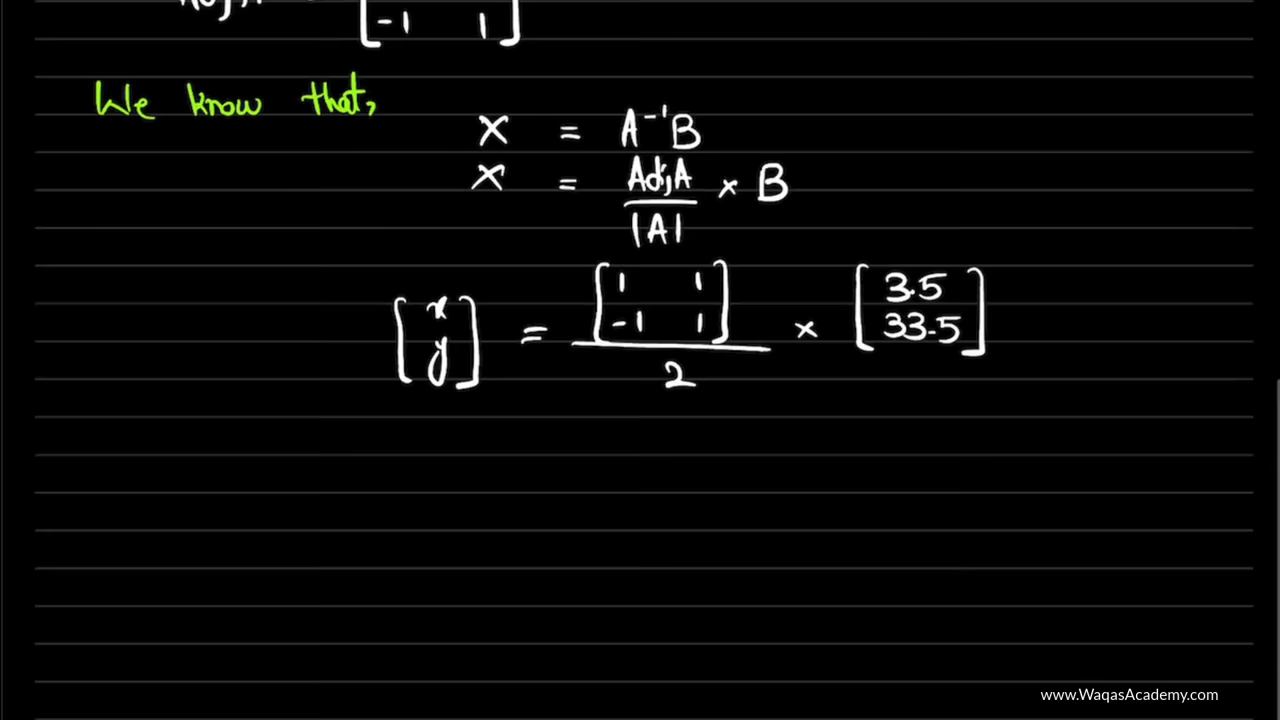 [-1 1]
We know that,
X = A⁻¹B
X = AdjA / |A| × B
[x y] = [1 1 -1 1] / 2 × [3.5 33.5]
www.WaqasAcademy.com